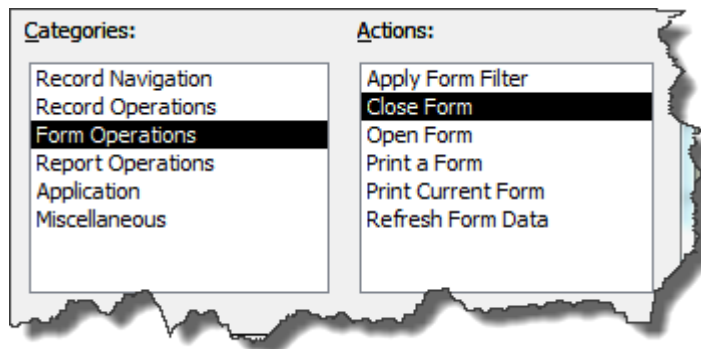 Categories:
Record Navigation
Record Operations
Form Operations
Report Operations
Application
Miscellaneous
Actions:
Apply Form Filter
Close Form
Open Form
Print a Form
Print Current Form
Refresh Form Data